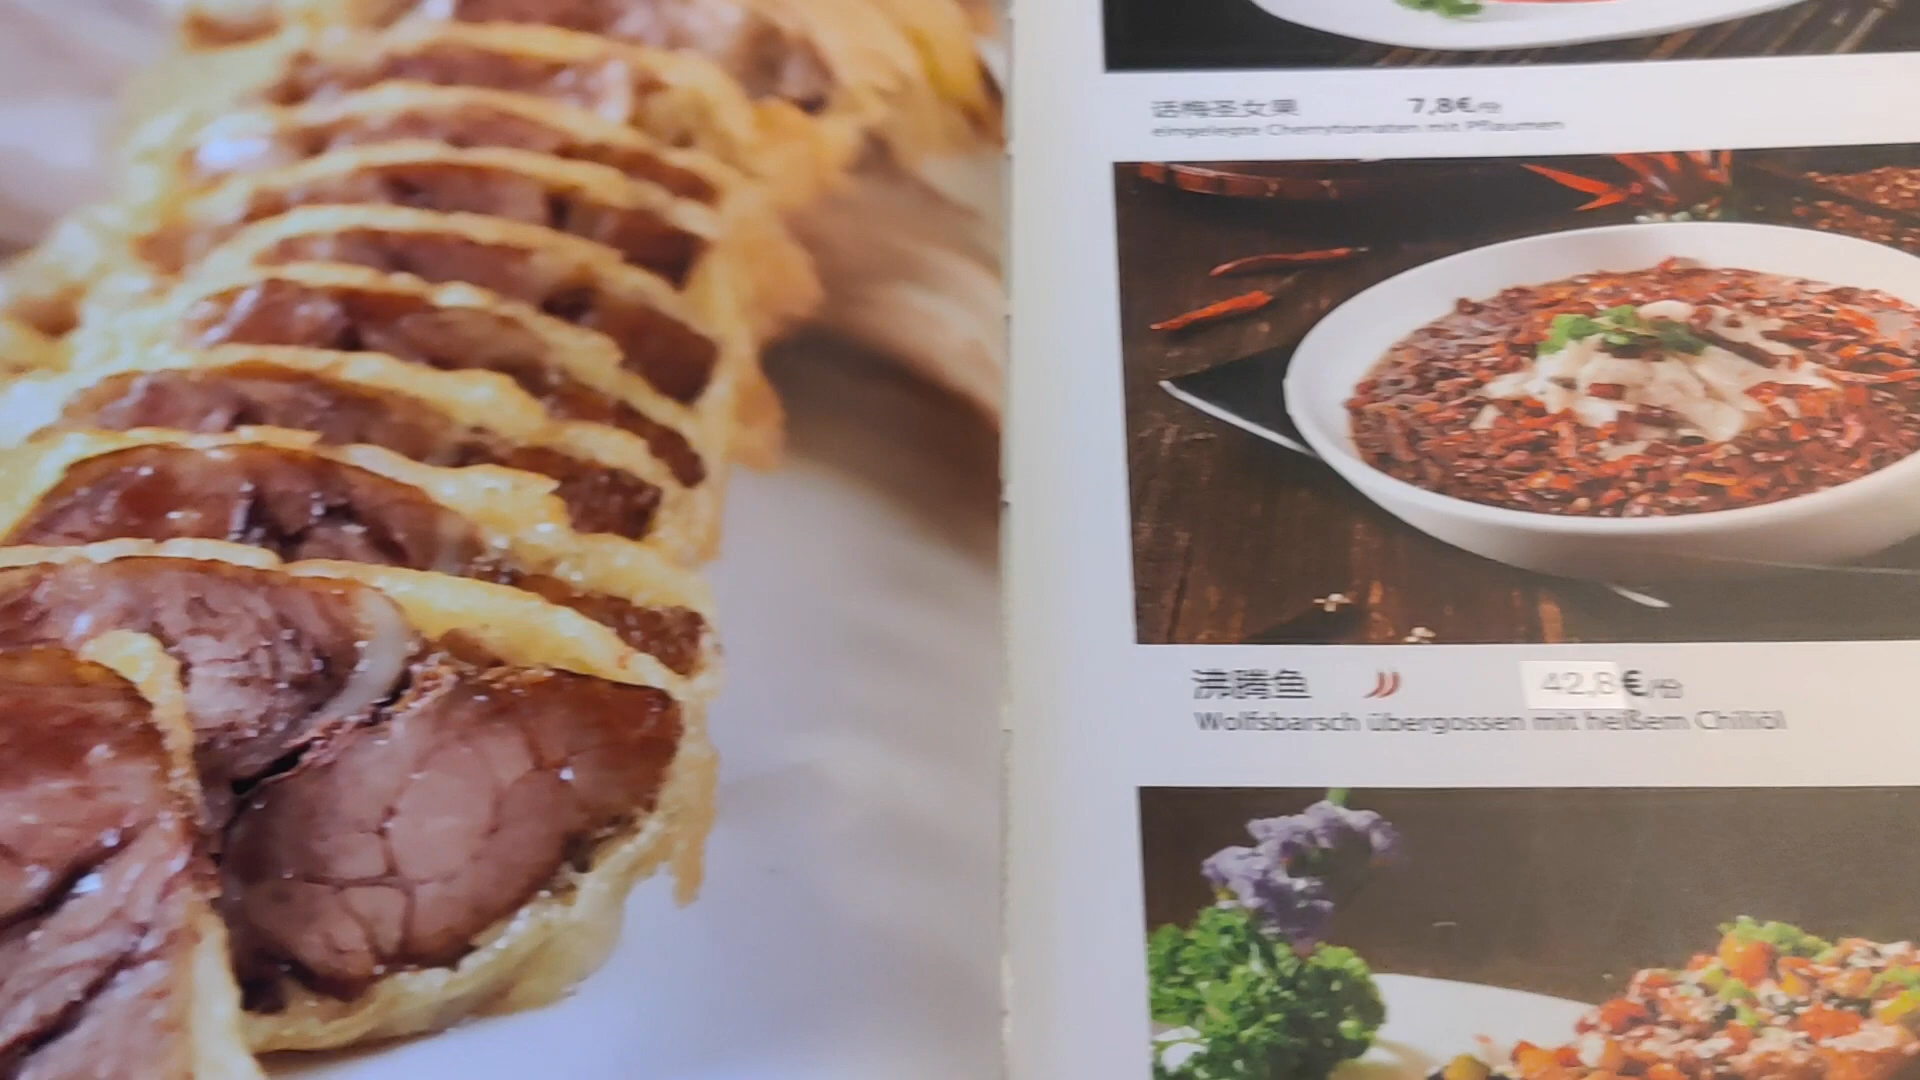 话梅圣女果 7,8€/份
eingelegte Cherrytomaten mit Pflaumen
沸腾鱼 42,8€/份
Wolfsbarsch übergossen mit heißem Chiliöl